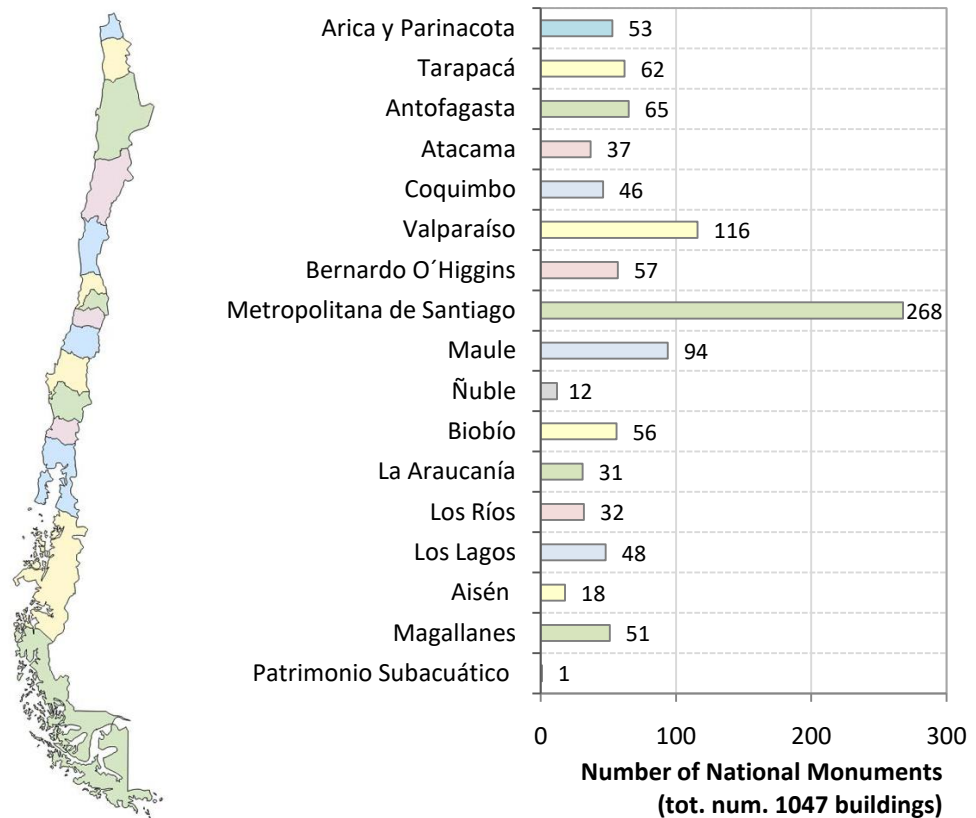 Arica y Parinacota 53
Tarapacá 62
Antofagasta 65
Atacama 37
Coquimbo 46
Valparaíso 116
Bernardo O´Higgins 57
Metropolitana de Santiago 268
Maule 94
Ñuble 12
Biobío 56
La Araucanía 31
Los Ríos 32
Los Lagos 48
Aisén 18
Magallanes 51
Patrimonio Subacuático 1
0 100 200 300
Number of National Monuments
(tot. num. 1047 buildings)